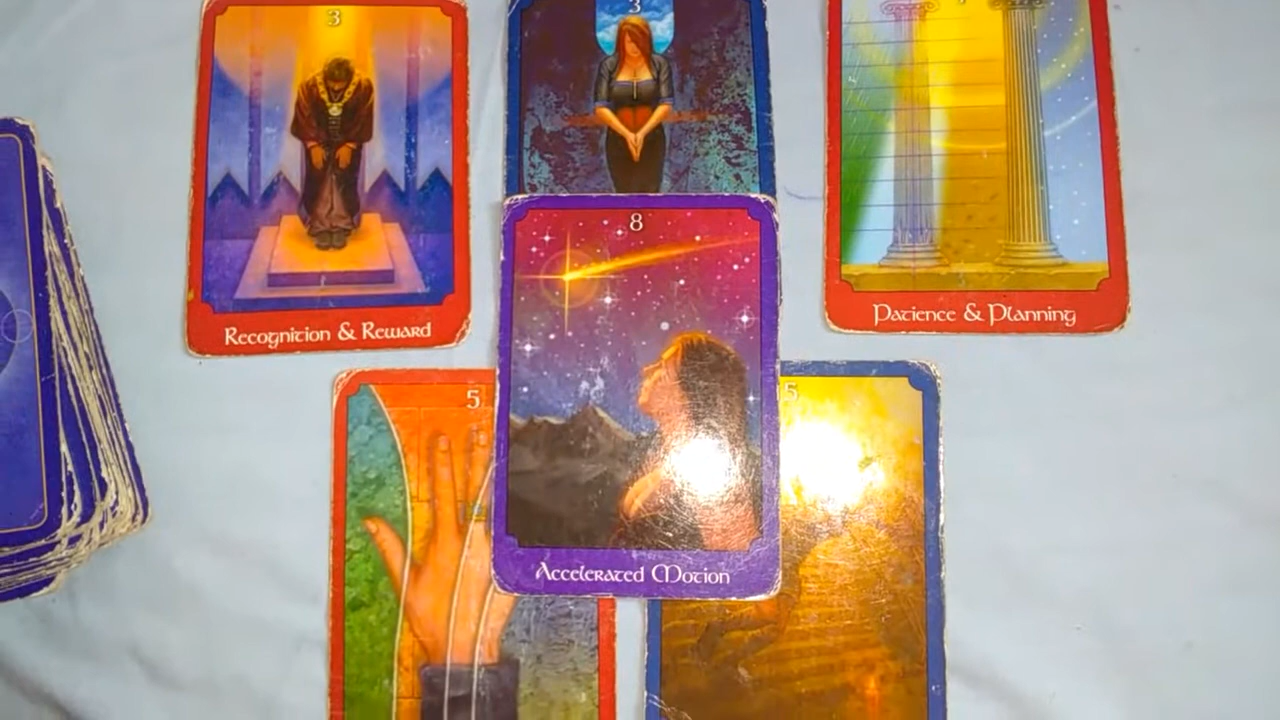 3
3
Recognition & Reward
Patience & Planning
8
5
5
Accelerated Motion